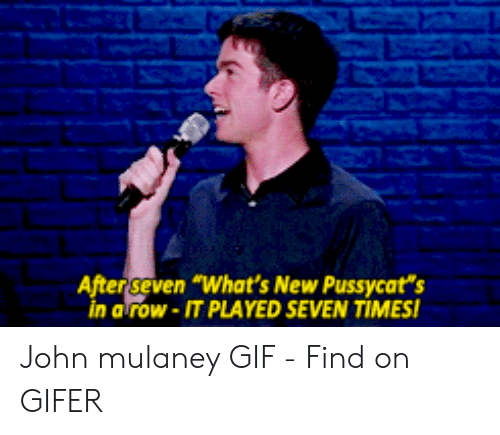 After seven "What's New Pussycat"s
in a row - IT PLAYED SEVEN TIMES!
John mulaney GIF - Find on
GIFER